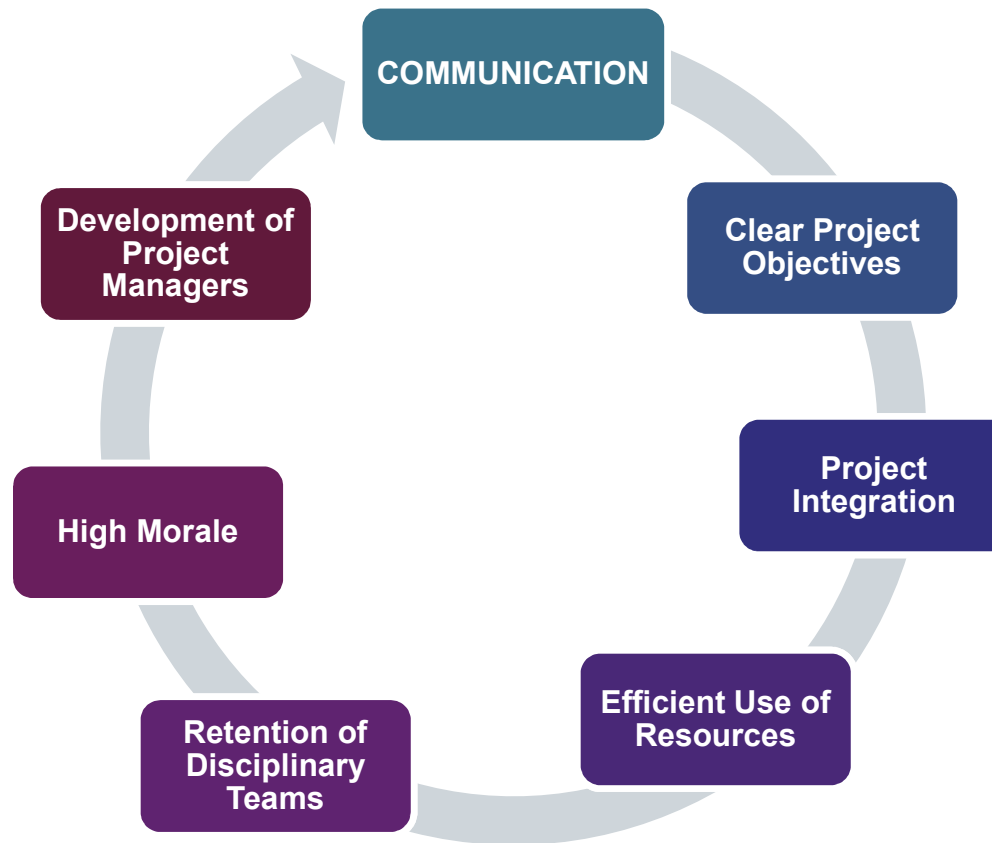 COMMUNICATION
Clear Project
Objectives
Project
Integration
Efficient Use of
Resources
Retention of
Disciplinary
Teams
High Morale
Development of
Project
Managers